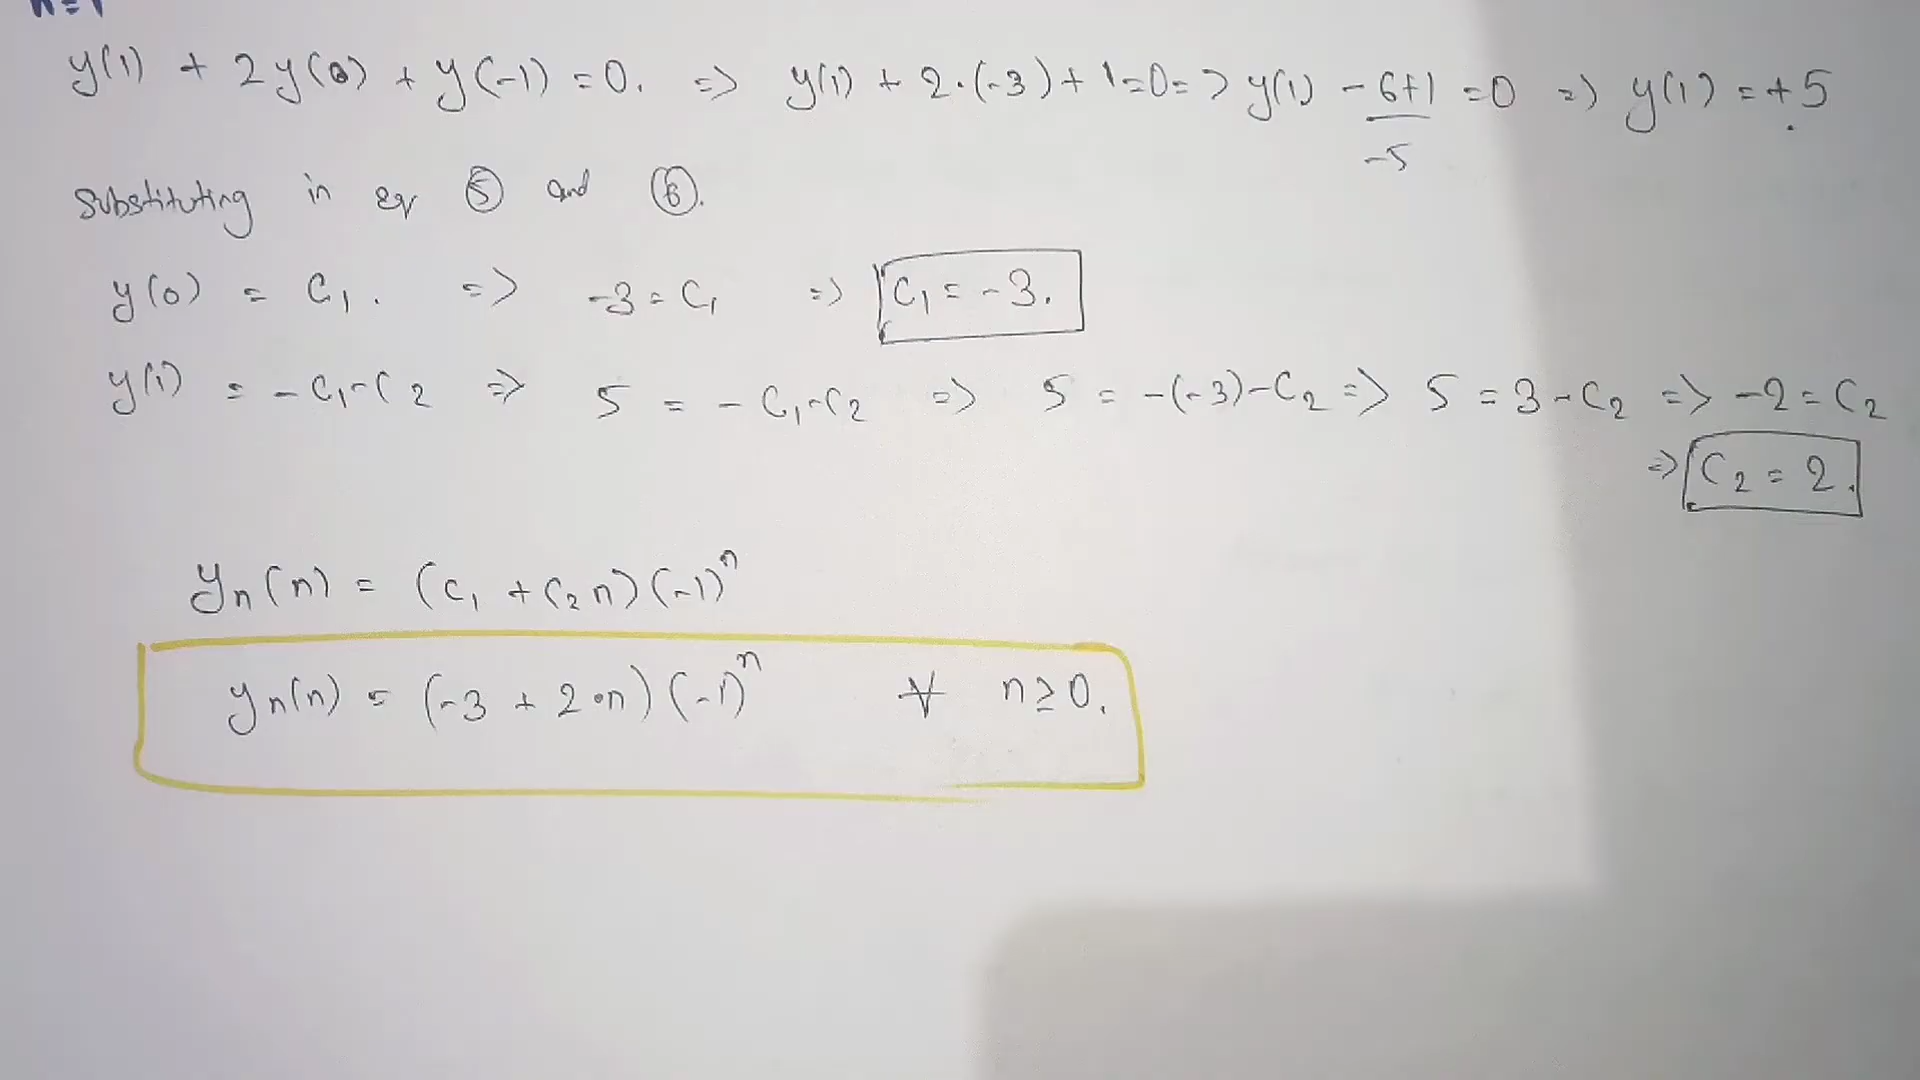 n=1
y(1) + 2y(0) + y(-1) = 0. => y(1) + 2·(-3) + 1=0 => y(1) -6+1 =0 => y(1) = +5
-5
Substituting in eq ⑤ and ⑥.
y(0) = C₁. => -3 = C₁ => C₁ = -3.
y(1) = -C₁-C₂ => 5 = -C₁-C₂ => 5 = -(-3)-C₂ => 5 = 3-C₂ => -2 = C₂
=> C₂ = 2.
yₙ(n) = (C₁ + C₂n)(-1)ⁿ
yₙ(n) = (-3 + 2·n)(-1)ⁿ ∀ n≥0.